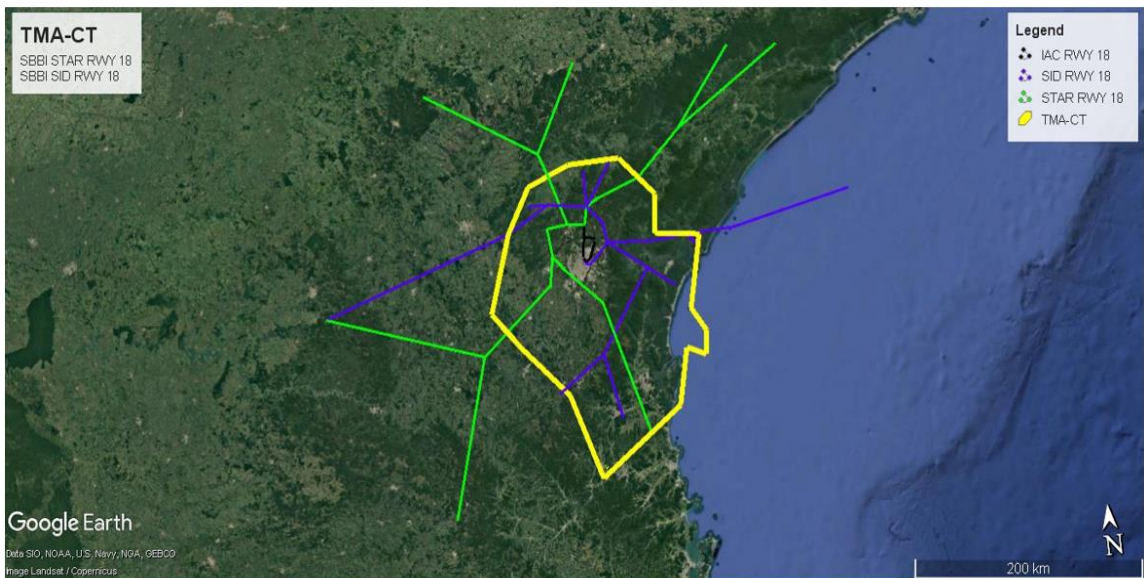 TMA-CT
SBBI STAR RWY 18
SBBI SID RWY 18
Legend
IAC RWY 18
SID RWY 18
STAR RWY 18
TMA-CT
Google Earth
Data SIO, NOAA, U.S. Navy, NGA, GEBCO
Image Landsat / Copernicus
N
200 km